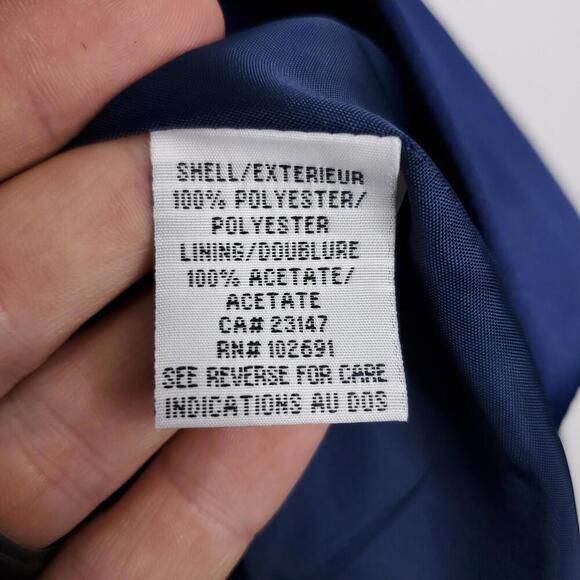 SHELL/EXTERIEUR
100% POLYESTER/
POLYESTER
LINING/DOUBLURE
100% ACETATE/
ACETATE
CA# 23147
RN# 102691
SEE REVERSE FOR CARE
INDICATIONS AU DOS